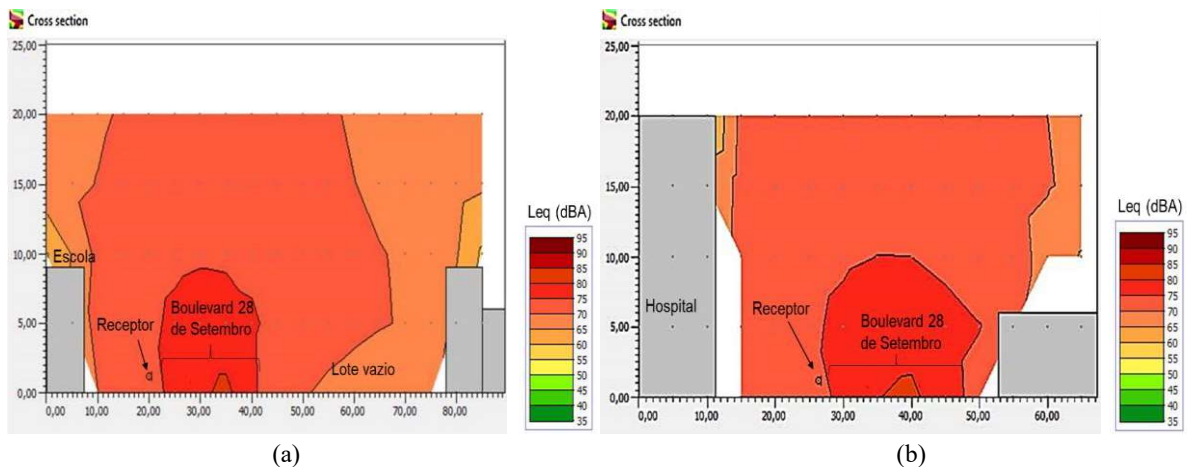 Cross section
25,00
20,00
15,00
10,00
5,00
0,00
Escola
Receptor
Boulevard 28
de Setembro
Lote vazio
0,00 10,00 20,00 30,00 40,00 50,00 60,00 70,00 80,00
Leq (dBA)
95
90
85
80
75
70
65
60
55
50
45
40
35
(a)
Cross section
25,00
20,00
15,00
10,00
5,00
0,00
Hospital
Receptor
Boulevard 28
de Setembro
0,00 10,00 20,00 30,00 40,00 50,00 60,00
Leq (dBA)
95
90
85
80
75
70
65
60
55
50
45
40
35
(b)